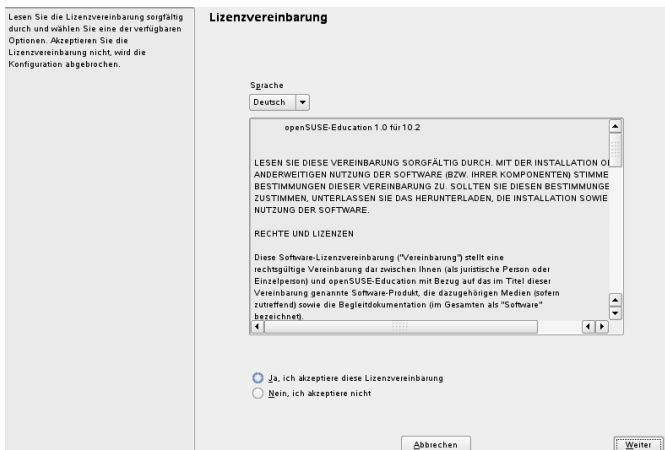 Lesen Sie die Lizenzvereinbarung sorgfältig
durch und wählen Sie eine der verfügbaren
Optionen. Akzeptieren Sie die
Lizenzvereinbarung nicht, wird die
Konfiguration abgebrochen.
Lizenzvereinbarung
Sprache
Deutsch
openSUSE-Education 1.0 für 10.2
LESEN SIE DIESE VEREINBARUNG SORGFÄLTIG DURCH. MIT DER INSTALLATION
ANDERWEITIGEN NUTZUNG DER SOFTWARE (BZW. IHRER KOMPONENTEN) STIMME
BESTIMMUNGEN DIESER VEREINBARUNG ZU. SOLLTEN SIE DIESEN BESTIMMUNGE
ZUSTIMMEN, UNTERLASSEN SIE DAS HERUNTERLADEN, DIE INSTALLATION SOWIE
NUTZUNG DER SOFTWARE.
RECHTE UND LIZENZEN
Diese Software-Lizenzvereinbarung ("Vereinbarung") stellt eine
rechtsgültige Vereinbarung dar zwischen Ihnen (als juristische Person oder
Einzelperson) und openSUSE-Education mit Bezug auf das im Titel dieser
Vereinbarung genannte Software-Produkt, die dazugehörigen Medien (sofern
zutreffend) sowie die Begleitdokumentation (im Gesamten als "Software"
bezeichnet).
Ja, ich akzeptiere diese Lizenzvereinbarung
Nein, ich akzeptiere nicht
Abbrechen
Weiter